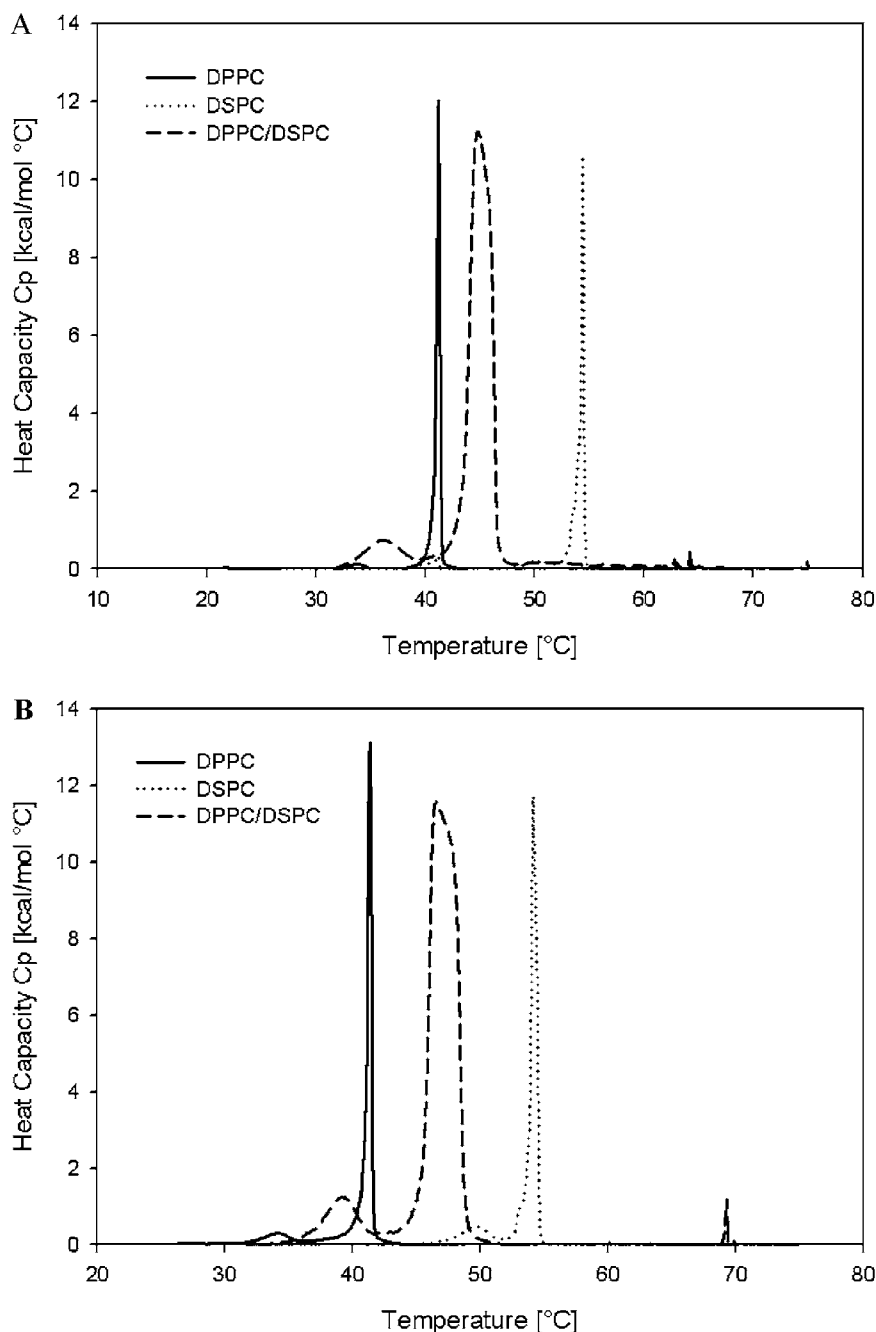 A
Heat Capacity Cp [kcal/mol °C]
14
12
10
8
6
4
2
0
DPPC
DSPC
DPPC/DSPC
10 20 30 40 50 60 70 80
Temperature [°C]
B
Heat Capacity Cp [kcal/mol °C]
14
12
10
8
6
4
2
0
DPPC
DSPC
DPPC/DSPC
20 30 40 50 60 70 80
Temperature [°C]